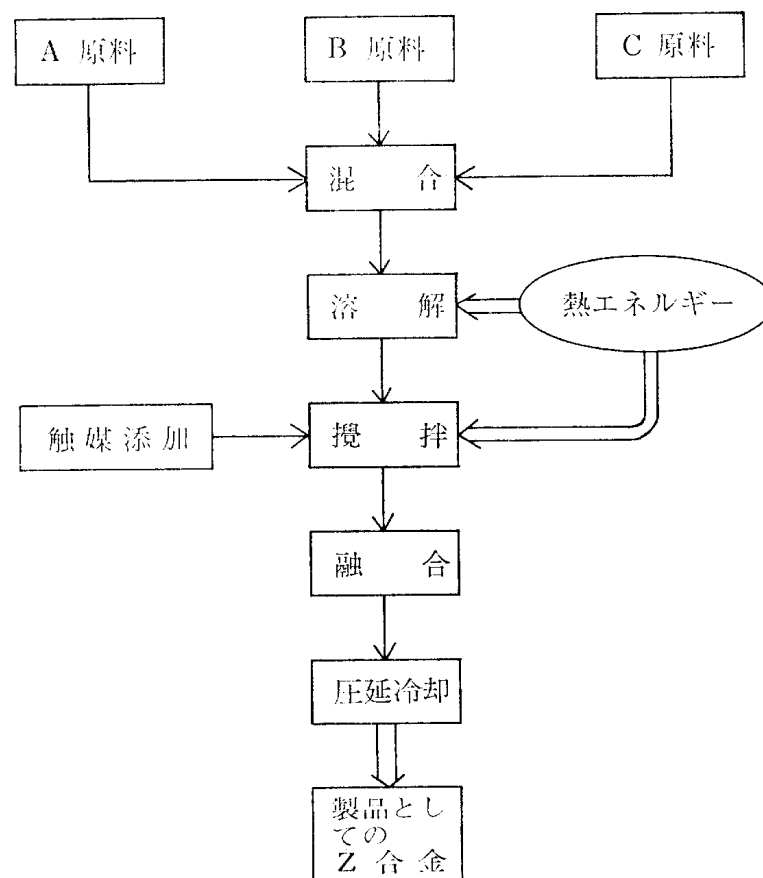 A 原料
B 原料
C 原料
混合
溶解
熱エネルギー
触媒添加
攪拌
融合
圧延冷却
製品とし
ての
Z 合金